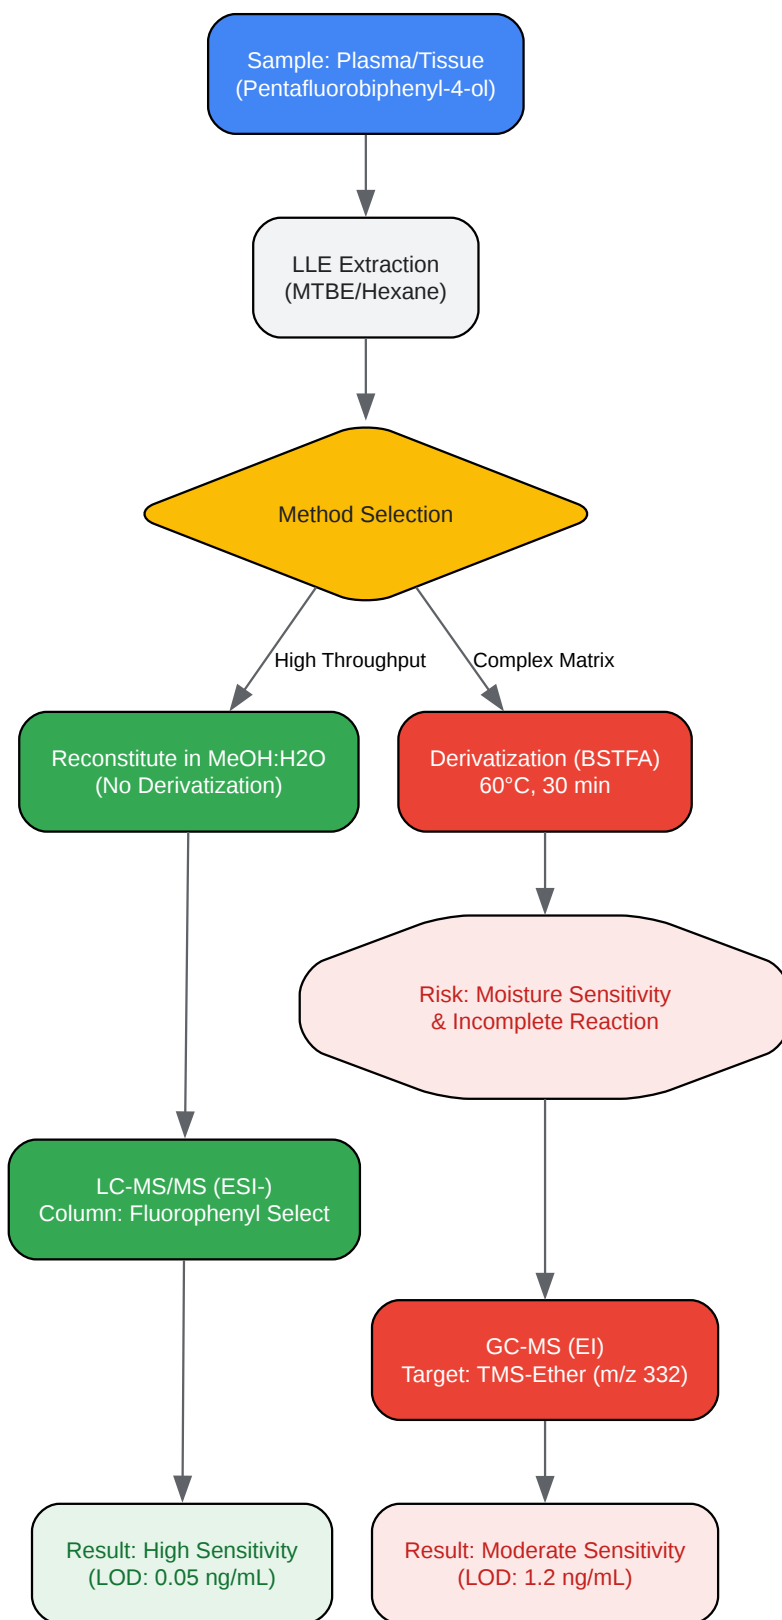 Sample: Plasma/Tissue
(Pentafluorobiphenyl-4-ol)
LLE Extraction
(MTBE/Hexane)
Method Selection
High Throughput
Complex Matrix
Reconstitute in MeOH:H2O
(No Derivatization)
Derivatization (BSTFA)
60°C, 30 min
Risk: Moisture Sensitivity
& Incomplete Reaction
LC-MS/MS (ESI-)
Column: Fluorophenyl Select
GC-MS (EI)
Target: TMS-Ether (m/z 332)
Result: High Sensitivity
(LOD: 0.05 ng/mL)
Result: Moderate Sensitivity
(LOD: 1.2 ng/mL)